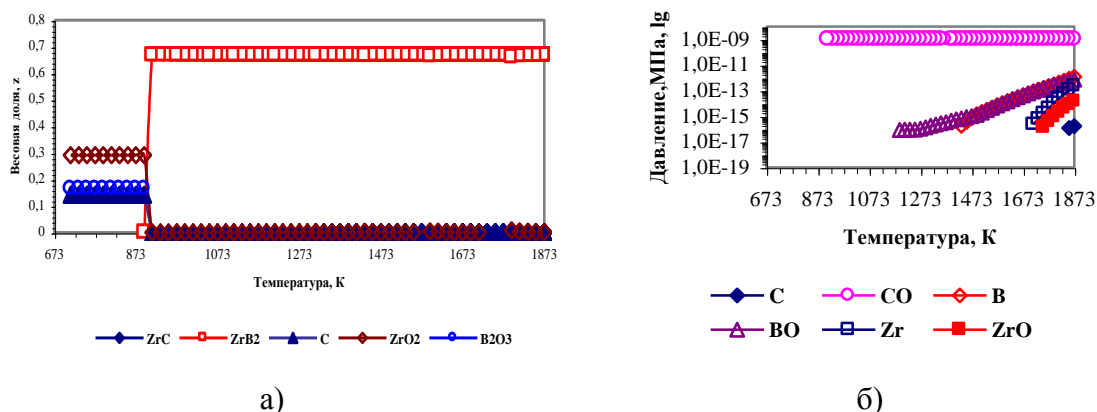 Весовая доля, z
0,8
0,7
0,6
0,5
0,4
0,3
0,2
0,1
0
673 873 1073 1273 1473 1673 1873
Температура, К
ZrC ZrB2 C ZrO2 B2O3
а)
Давление,МПа, lg
1,0E-09
1,0E-11
1,0E-13
1,0E-15
1,0E-17
1,0E-19
673 873 1073 1273 1473 1673 1873
Температура, К
C CO B
BO Zr ZrO
б)